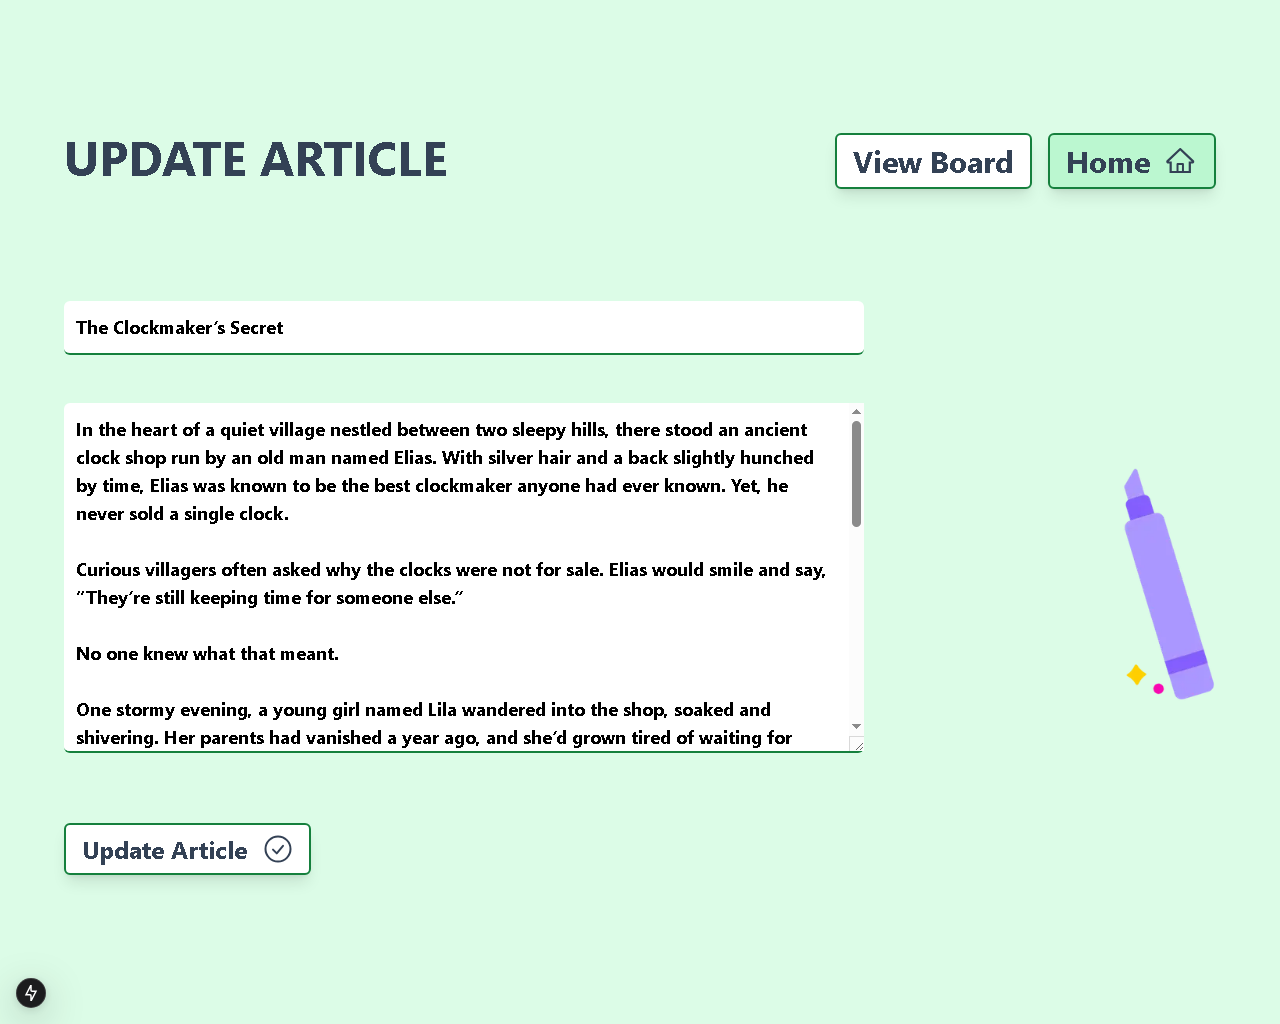 UPDATE ARTICLE
View Board
Home
The Clockmaker's Secret
In the heart of a quiet village nestled between two sleepy hills, there stood an ancient
clock shop run by an old man named Elias. With silver hair and a back slightly hunched
by time, Elias was known to be the best clockmaker anyone had ever known. Yet, he
never sold a single clock.
Curious villagers often asked why the clocks were not for sale. Elias would smile and say,
"They're still keeping time for someone else."
No one knew what that meant.
One stormy evening, a young girl named Lila wandered into the shop, soaked and
shivering. Her parents had vanished a year ago, and she'd grown tired of waiting for
Update Article